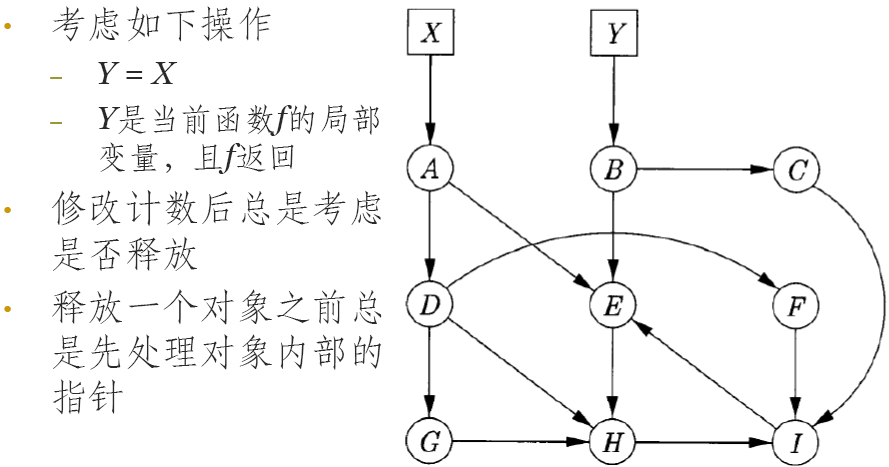 • 考虑如下操作
– Y = X
– Y是当前函数f的局部
变量，且f返回
• 修改计数后总是考虑
是否释放
• 释放一个对象之前总
是先处理对象内部的
指针
X Y
A B C
D E F
G H I